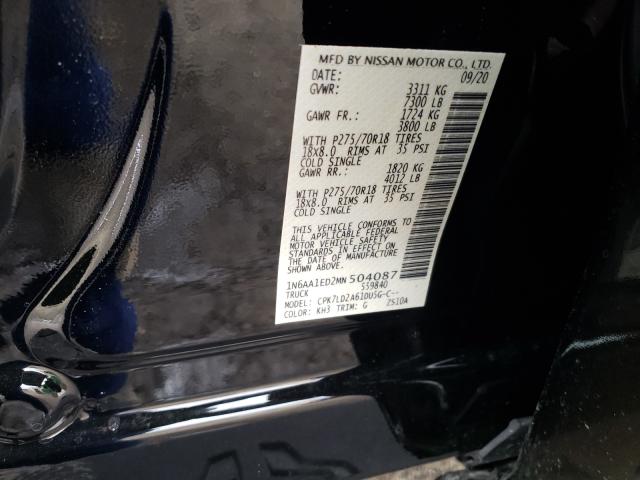 MFD BY NISSAN MOTOR CO., LTD.
DATE: 09/20
GVWR: 3311 KG
7300 LB
GAWR FR.: 1724 KG
3800 LB
WITH P275/70R18 TIRES
18x8.0 RIMS AT 35 PSI
COLD SINGLE
GAWR RR.: 1820 KG
4012 LB
WITH P275/70R18 TIRES
18x8.0 RIMS AT 35 PSI
COLD SINGLE
THIS VEHICLE CONFORMS TO
ALL APPLICABLE FEDERAL
MOTOR VEHICLE SAFETY
STANDARDS IN EFFECT ON
THE DATE OF MANUFACTURE
SHOWN ABOVE.
1N6AA1ED2MN504087
TRUCK 559840
MODEL: CPK7LD2A61DU5G-C--
COLOR: KH3 TRIM: G 2S10A